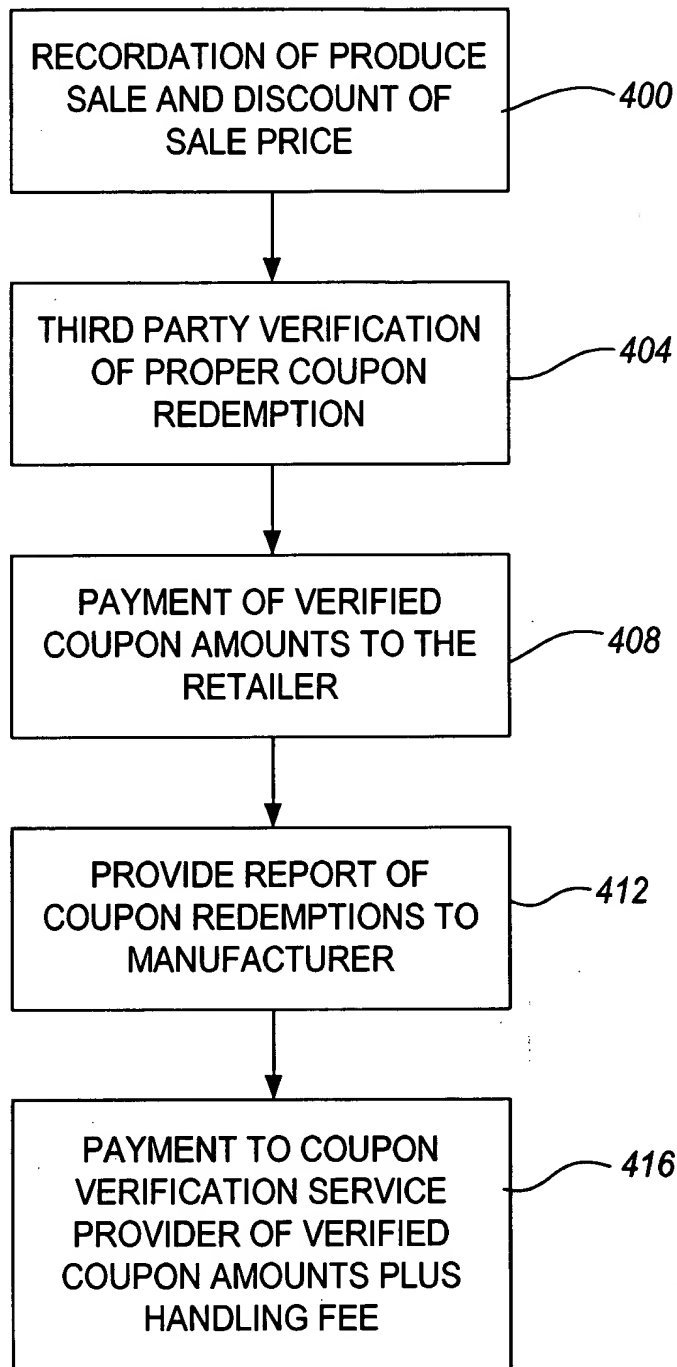 RECORDATION OF PRODUCE
SALE AND DISCOUNT OF
SALE PRICE
400
THIRD PARTY VERIFICATION
OF PROPER COUPON
REDEMPTION
404
PAYMENT OF VERIFIED
COUPON AMOUNTS TO THE
RETAILER
408
PROVIDE REPORT OF
COUPON REDEMPTIONS TO
MANUFACTURER
412
PAYMENT TO COUPON
VERIFICATION SERVICE
PROVIDER OF VERIFIED
COUPON AMOUNTS PLUS
HANDLING FEE
416